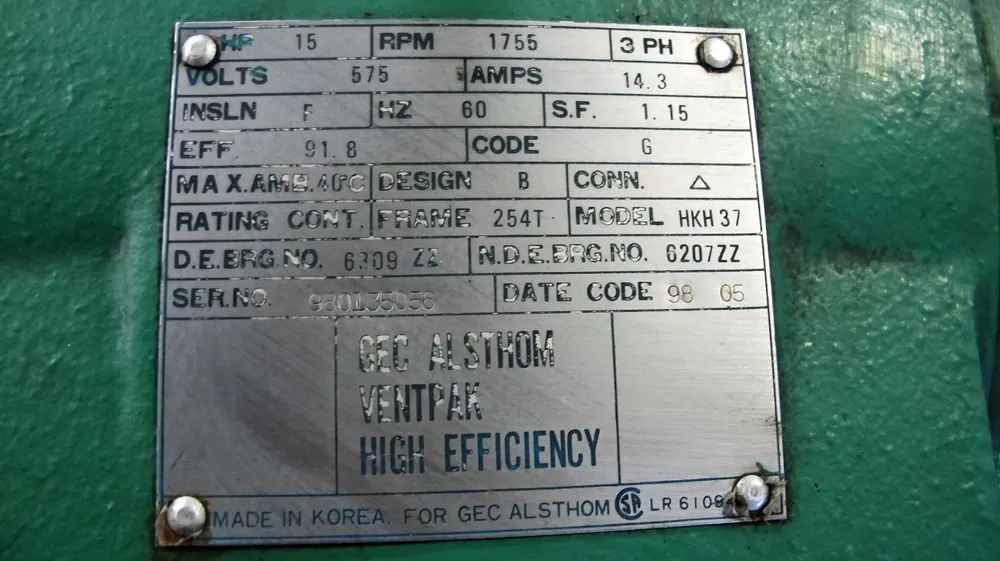 HP 15 RPM 1755 3 PH
VOLTS 575 AMPS 14.3
INSLN F HZ 60 S.F. 1.15
EFF. 91.8 CODE G
MAX.AMB.40°C DESIGN B CONN. △
RATING CONT. FRAME 254T MODEL HKH 37
D.E.BRG.NO. 6309 ZZ N.D.E.BRG.NO. 6207ZZ
SER.NO. 980135056 DATE CODE 98 05
GEC ALSTHOM
VENTPAK
HIGH EFFICIENCY
MADE IN KOREA. FOR GEC ALSTHOM SA LR